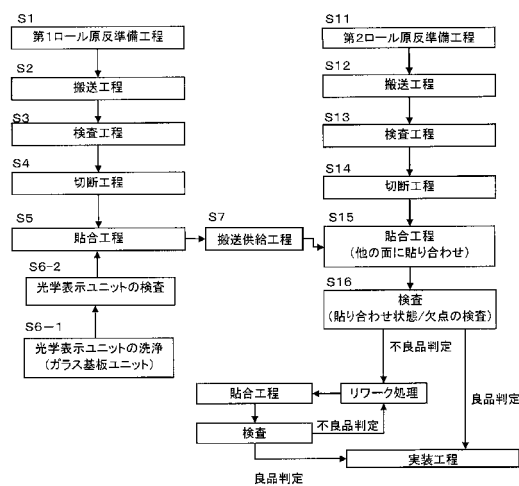 S1
第1ロール原反準備工程
S2
搬送工程
S3
検査工程
S4
切断工程
S5
貼合工程
S6-2
光学表示ユニットの検査
S6-1
光学表示ユニットの洗浄
(ガラス基板ユニット)
S7
搬送供給工程
S11
第2ロール原反準備工程
S12
搬送工程
S13
検査工程
S14
切断工程
S15
貼合工程
(他の面に貼り合わせ)
S16
検査
(貼り合わせ状態/欠点の検査)
不良品判定
良品判定
リワーク処理
貼合工程
検査
不良品判定
良品判定
実装工程